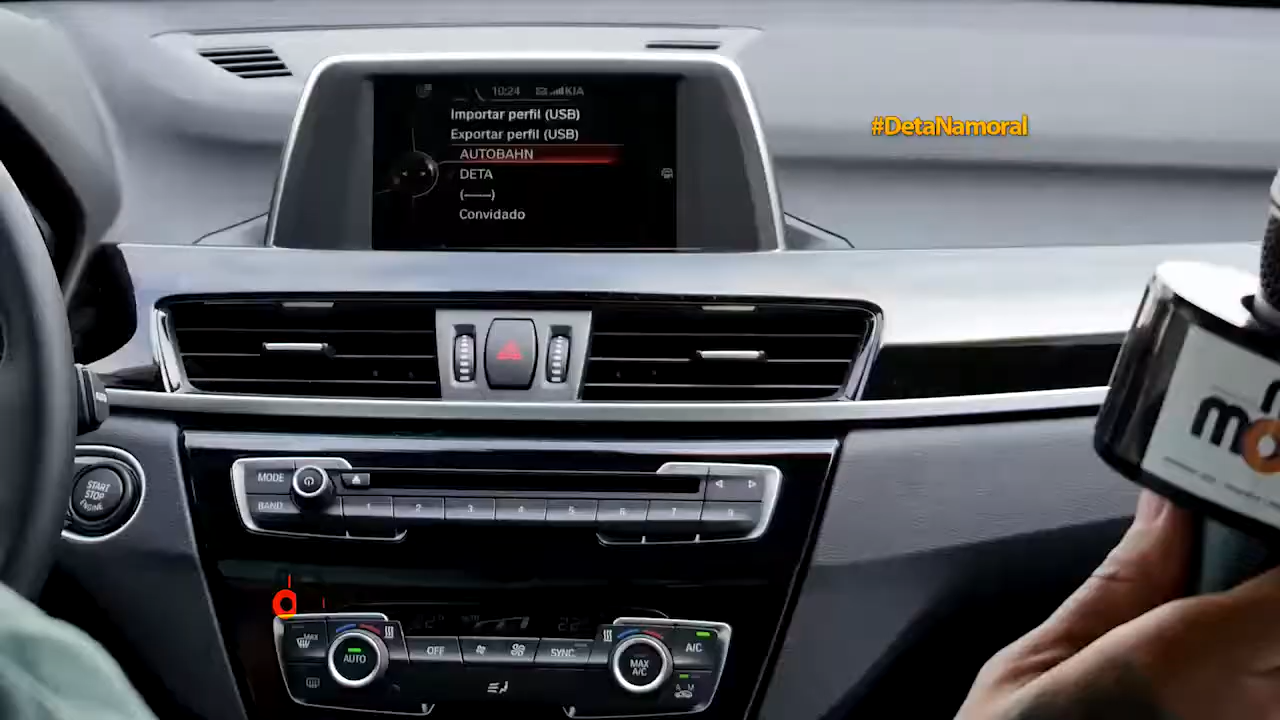 10:24 KIA
Importar perfil (USB)
Exportar perfil (USB)
AUTOBAHN
DETA
(-----)
Convidado
#DetaNamoral
START
STOP
ENGINE
MODE
BAND
1 2 3 4 5 6 7 8
MAX
AUTO
OFF
SYNC
MAX
A/C
A/C
A M